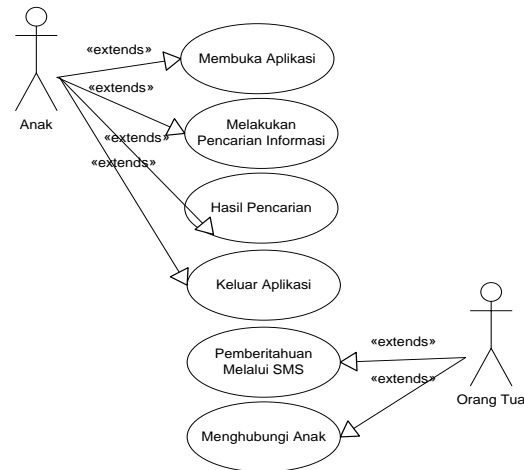 «extends»
Membuka Aplikasi
«extends»
Anak
Melakukan
Pencarian Informasi
«extends»
«extends»
Hasil Pencarian
Keluar Aplikasi
«extends»
Pemberitahuan
Melalui SMS
«extends»
Orang Tua
Menghubungi Anak